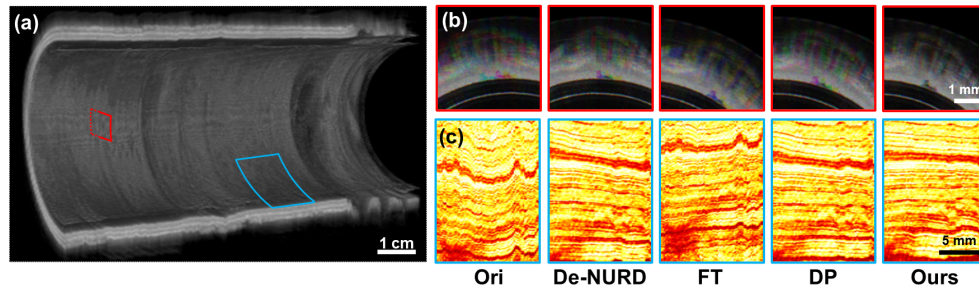 (a)
1 cm
(b)
1 mm
(c)
5 mm
Ori De-NURD FT DP Ours